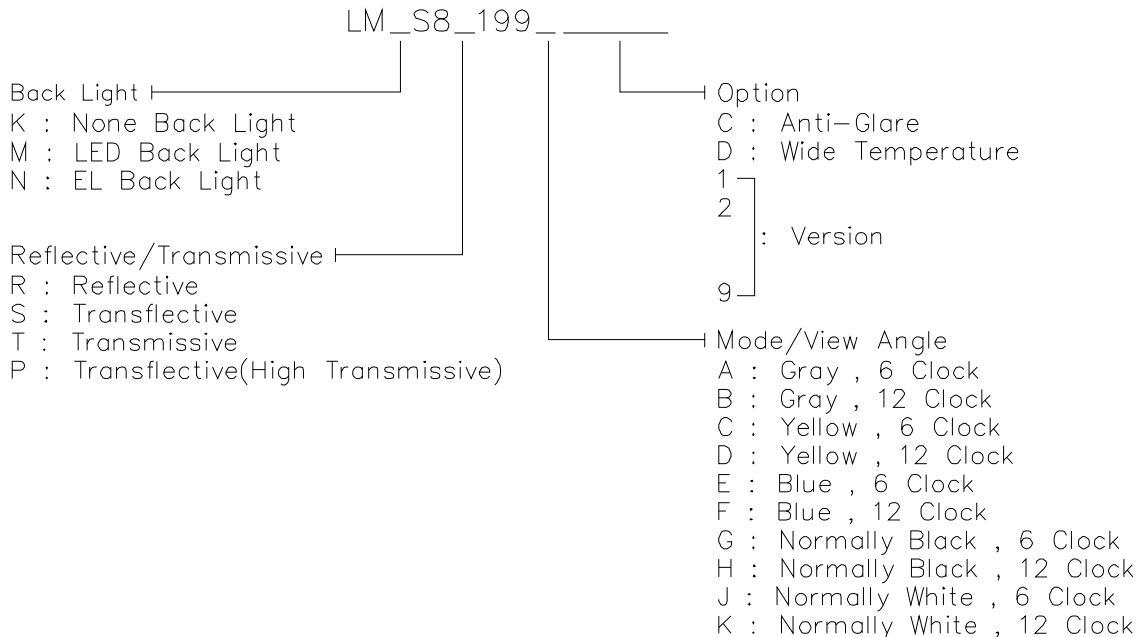 LM_S8_199_ ______
Back Light
K : None Back Light
M : LED Back Light
N : EL Back Light
Reflective/Transmissive
R : Reflective
S : Transflective
T : Transmissive
P : Transflective(High Transmissive)
Option
C : Anti-Glare
D : Wide Temperature
1
2
: Version
9
Mode/View Angle
A : Gray , 6 Clock
B : Gray , 12 Clock
C : Yellow , 6 Clock
D : Yellow , 12 Clock
E : Blue , 6 Clock
F : Blue , 12 Clock
G : Normally Black , 6 Clock
H : Normally Black , 12 Clock
J : Normally White , 6 Clock
K : Normally White , 12 Clock